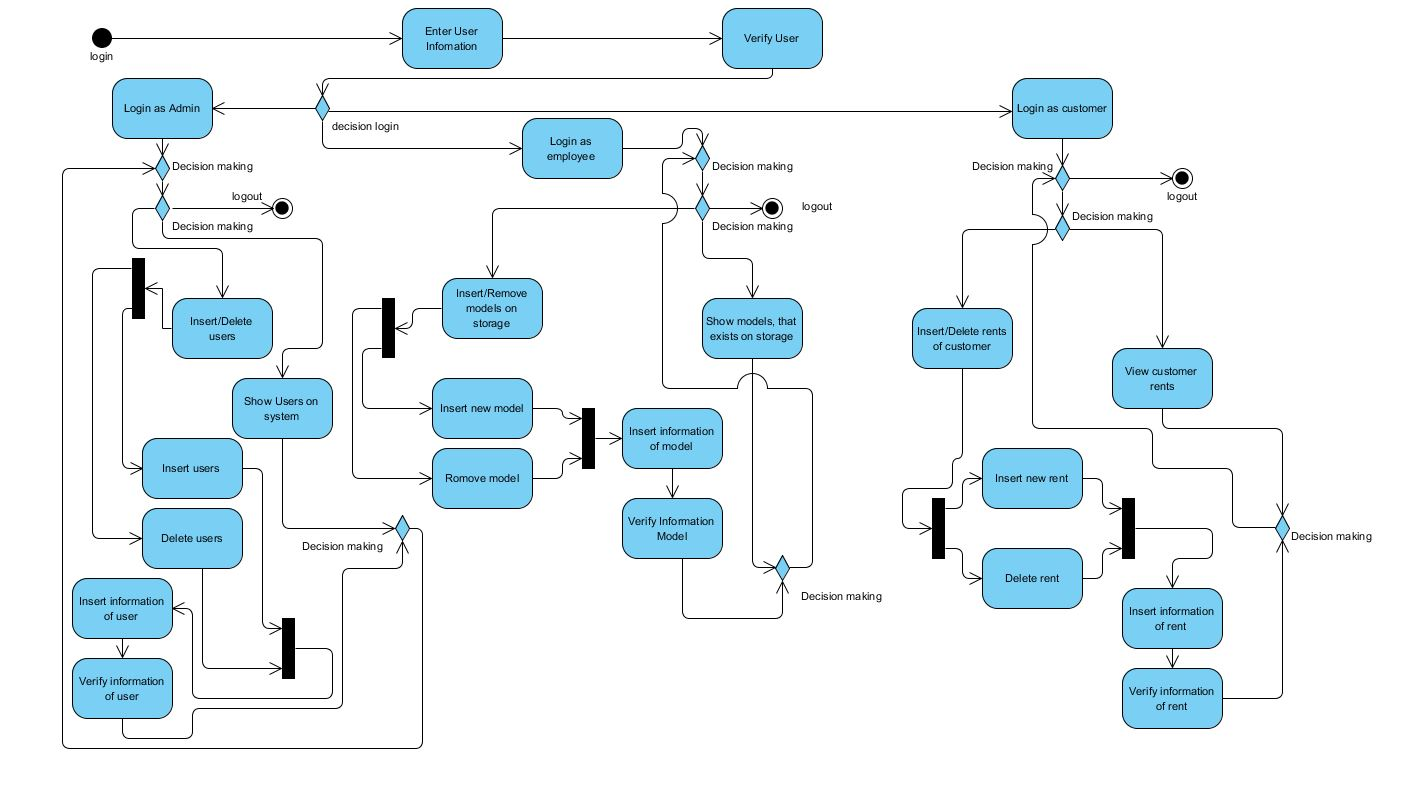 Enter User
Infomation
Verify User
login
Login as Admin
Login as customer
decision login
Login as
employee
Decision making
Decision making
Decision making
logout
logout
logout
Decision making
Decision making
Decision making
Insert/Remove
models on
storage
Insert/Delete
users
Show models, that
exists on storage
Insert/Delete rents
of customer
View customer
rents
Show Users on
system
Insert new model
Insert information
of model
Insert users
Romove model
Insert new rent
Verify Information
Model
Delete users
Decision making
Decision making
Delete rent
Decision making
Insert information
of user
Insert information
of rent
Verify information
of user
Verify information
of rent